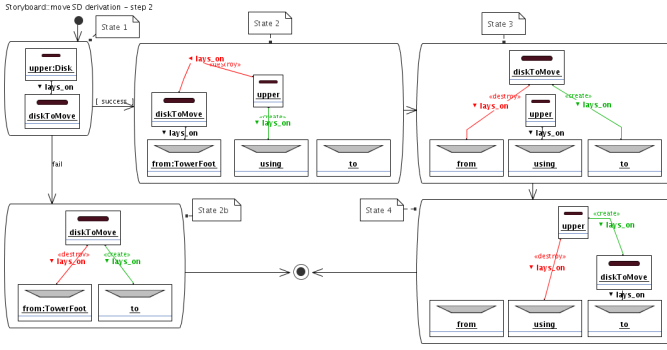 Storyboard::move SD derivation - step 2
State 1
upper:Disk
▼ lays_on
diskToMove
[ success ]
fail
State 2
◄ lays_on
«destroy»
upper
diskToMove
«create»
▼ lays_on
▼ lays_on
from:TowerFoot
using
to
State 3
diskToMove
«destroy»
▼ lays_on
«create»
▼ lays_on
upper
▼ lays_on
from
using
to
State 2b
diskToMove
«destroy»
▼ lays_on
«create»
▼ lays_on
from:TowerFoot
to
State 4
upper
«create»
▼ lays_on
«destroy»
▼ lays_on
diskToMove
▼ lays_on
from
using
to